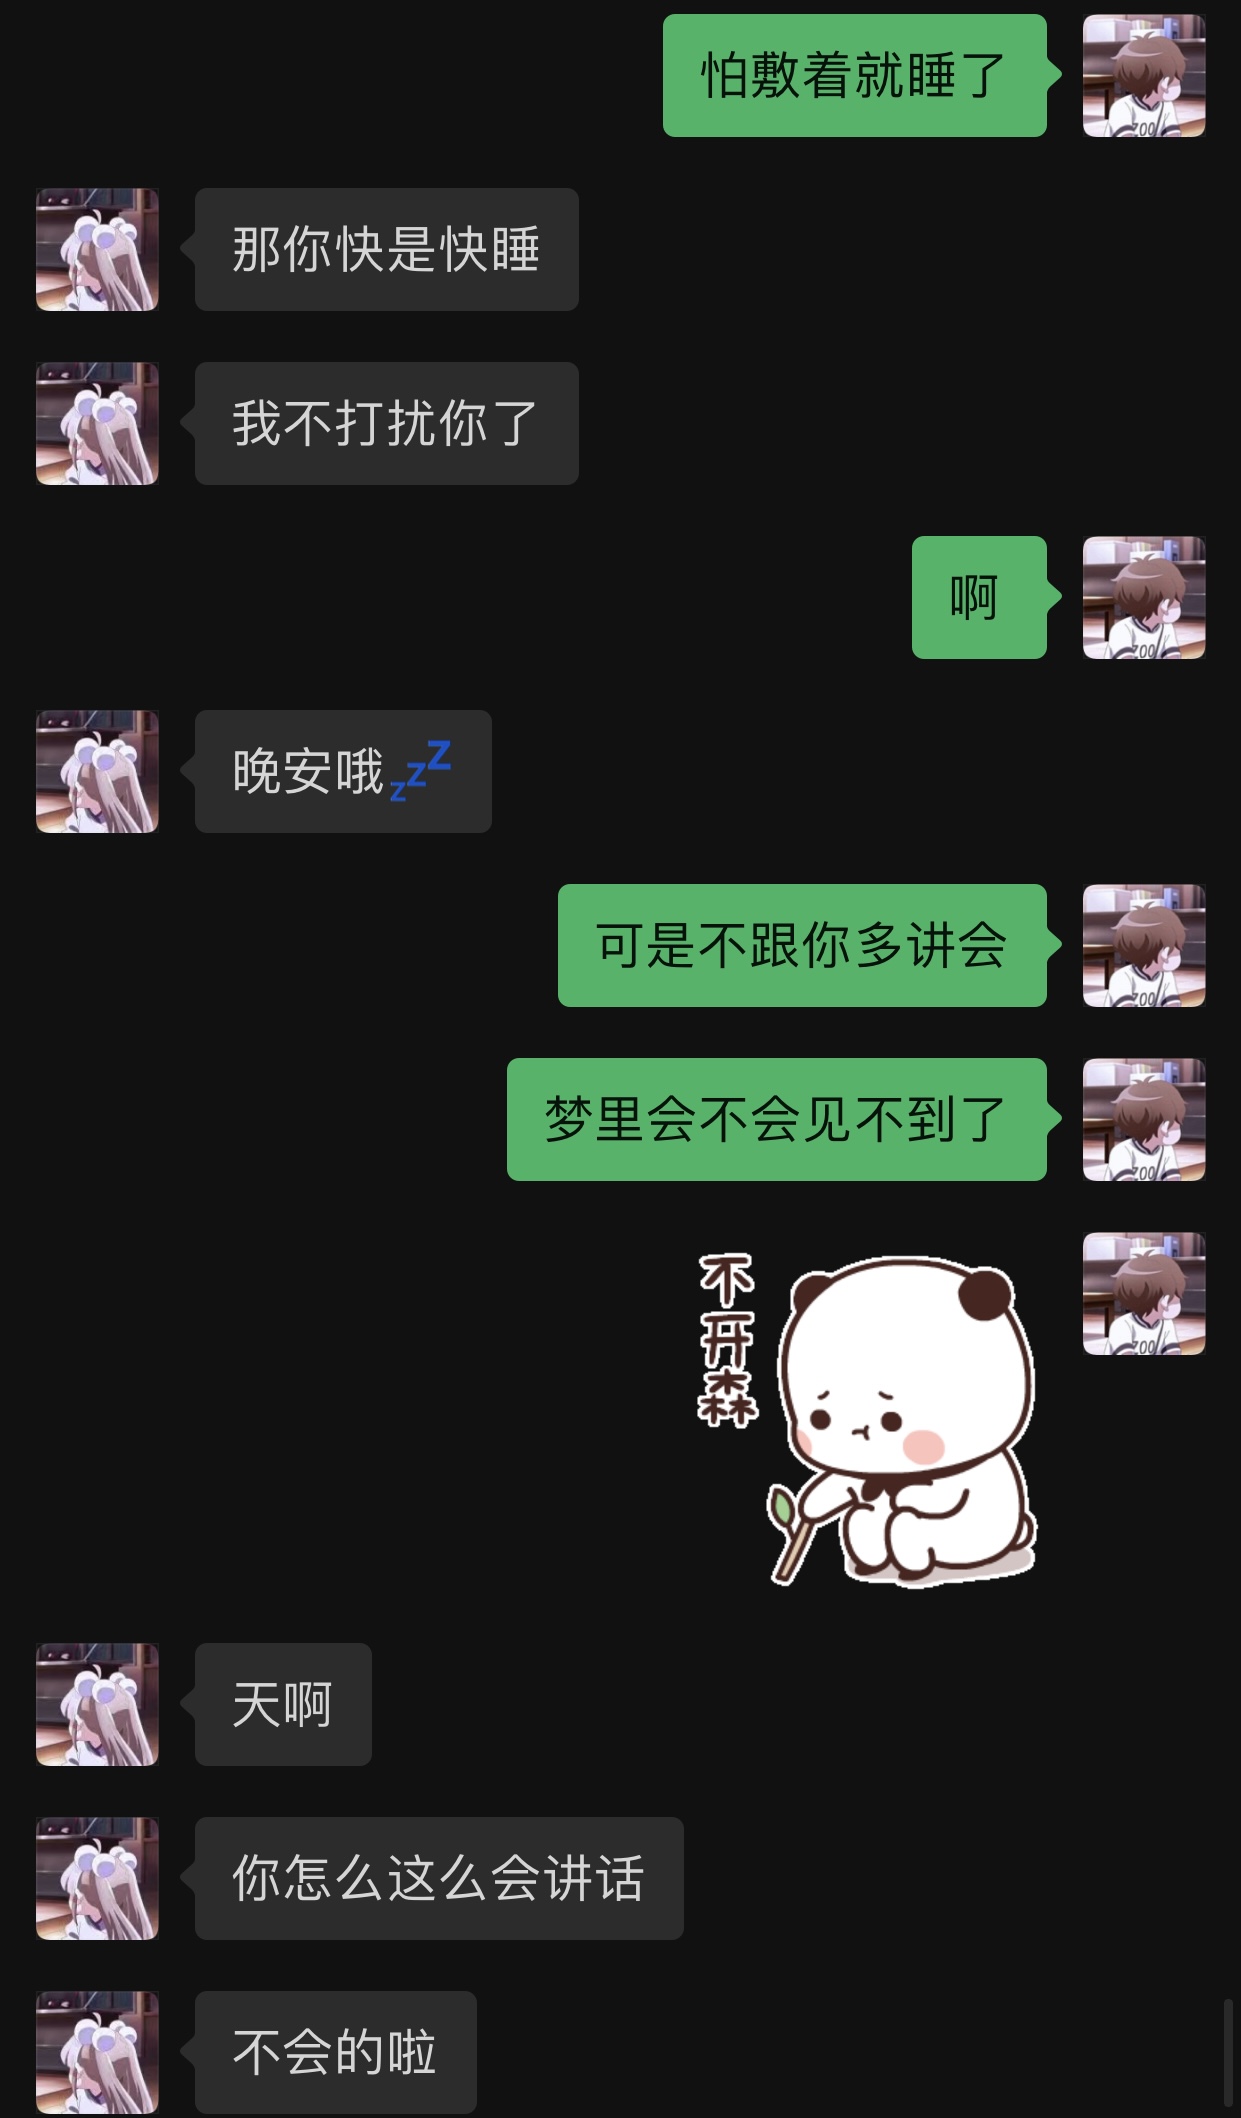 怕敷着就睡了
那你快是快睡
我不打扰你了
啊
晚安哦💤
可是不跟你多讲会
梦里会不会见不到了
不开森
天啊
你怎么这么会讲话
不会的啦